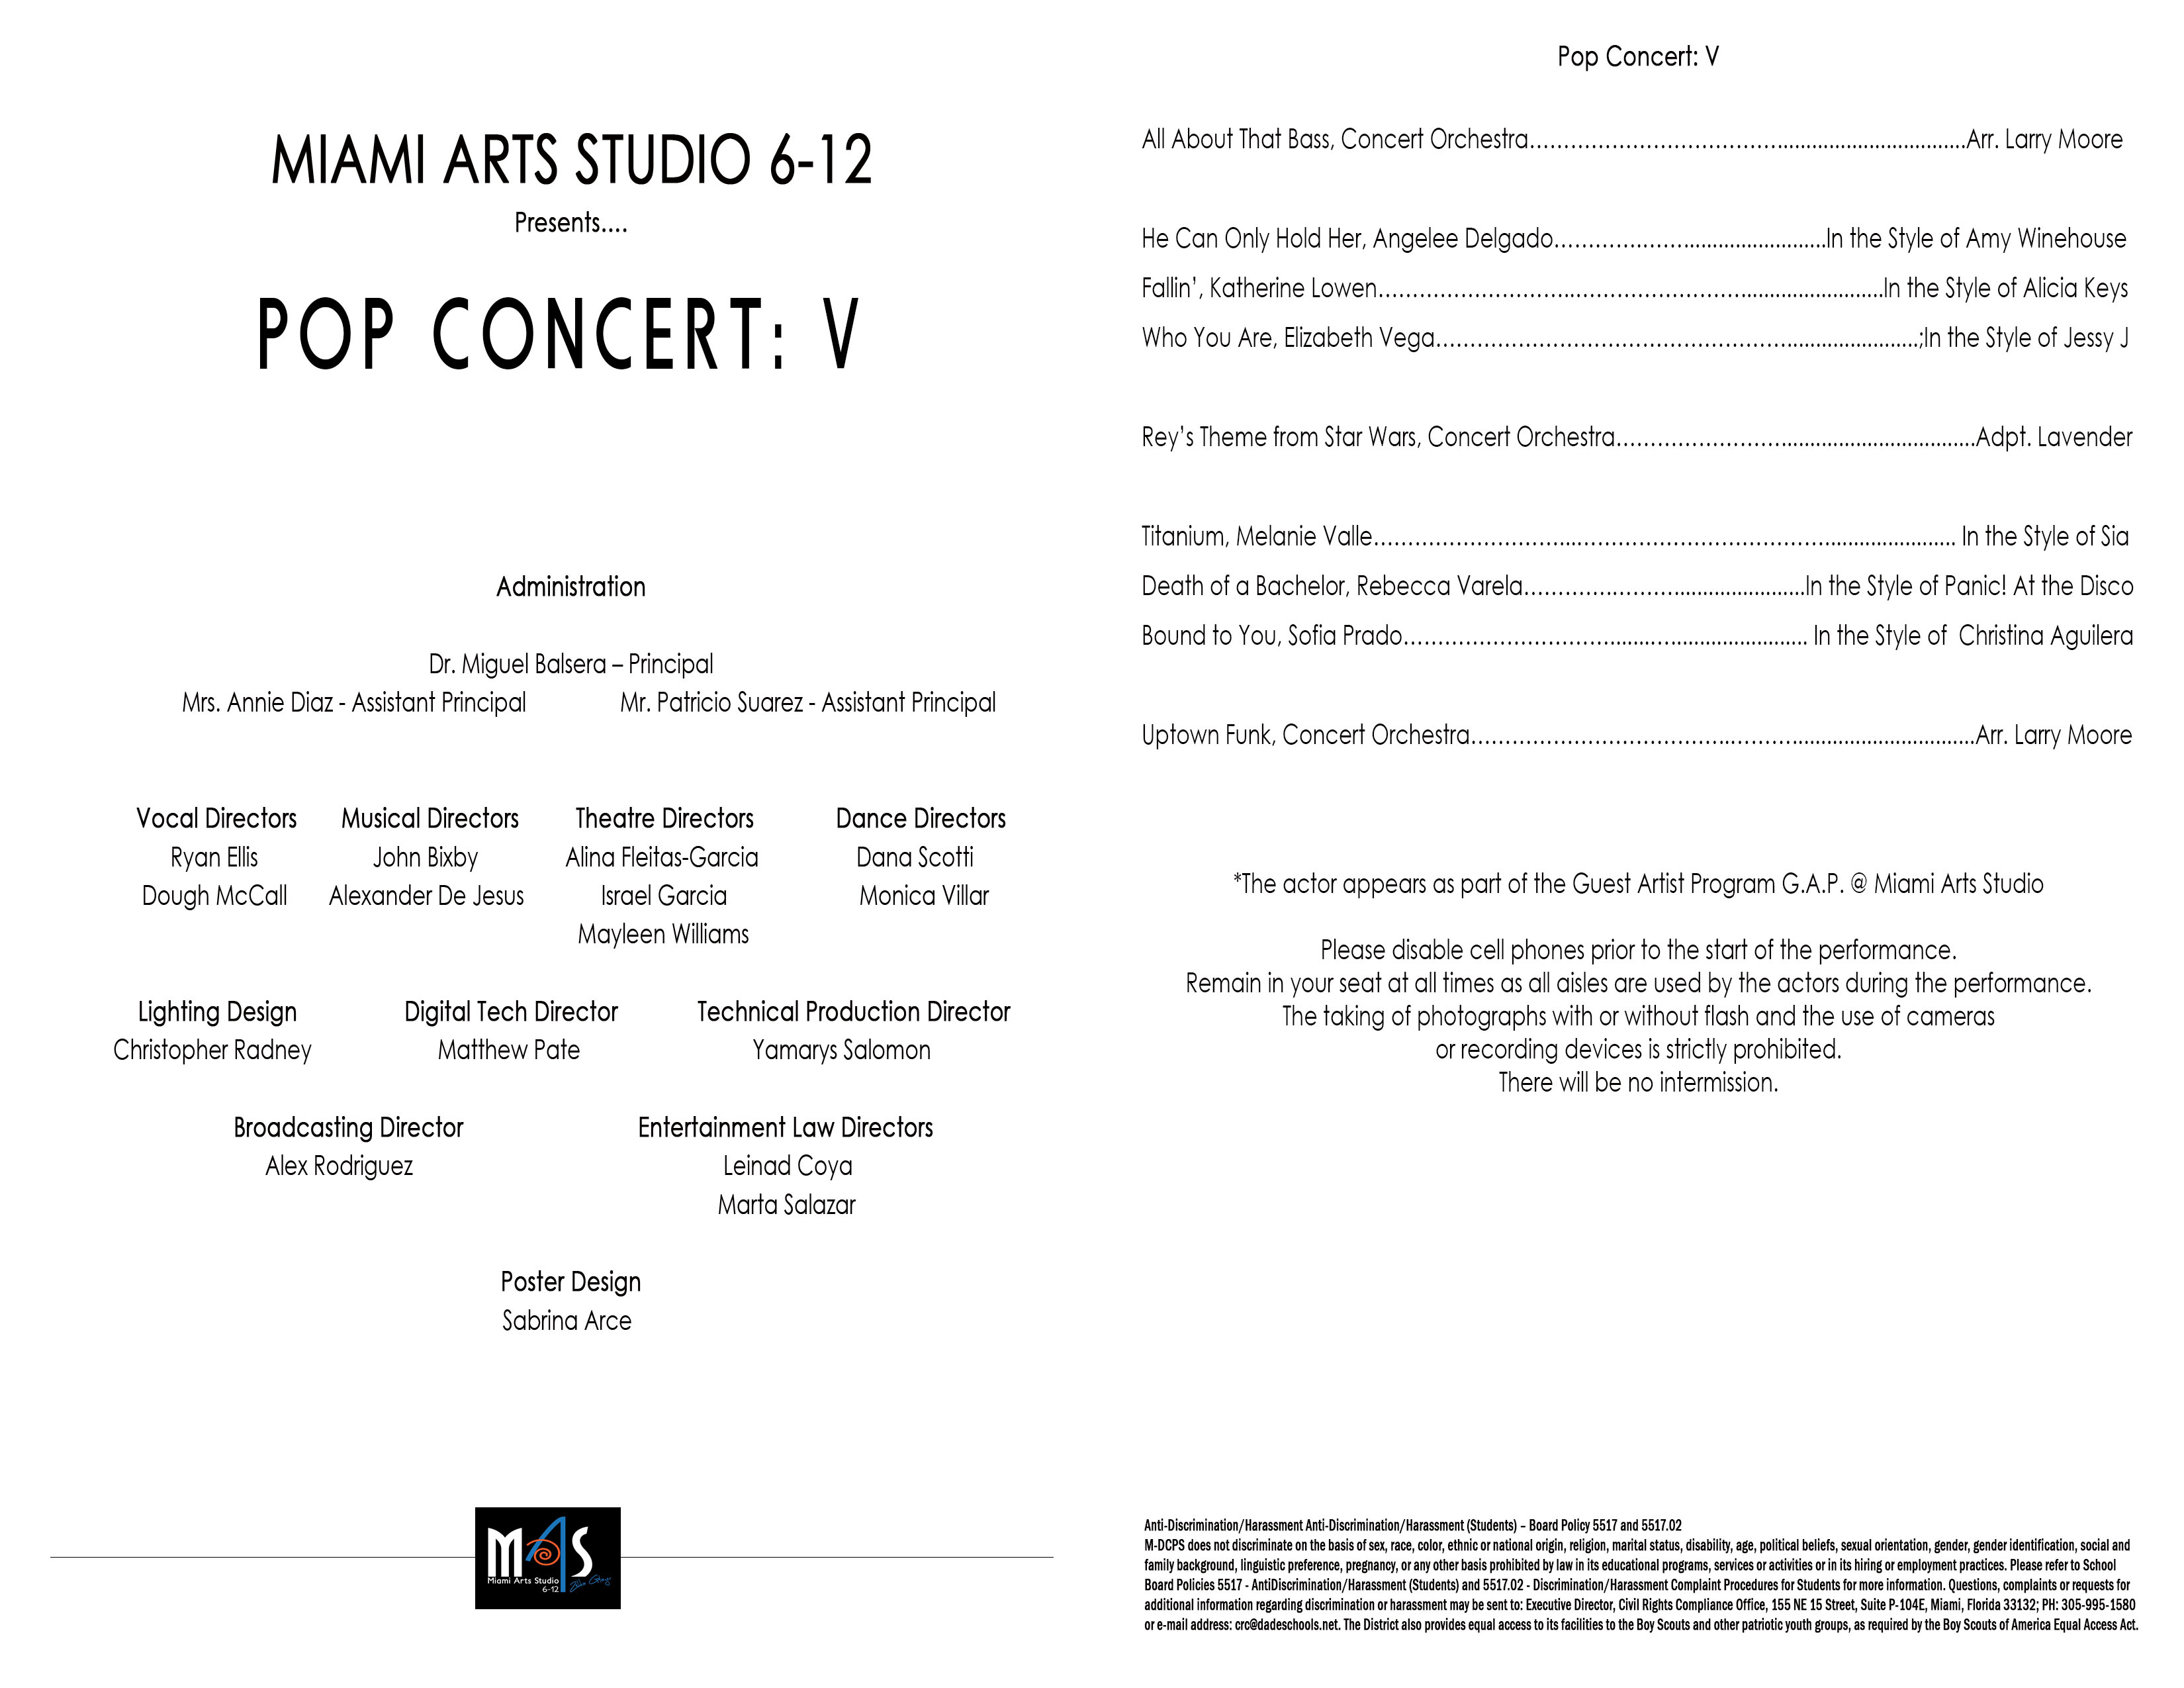 MIAMI ARTS STUDIO 6-12
Presents....
POP CONCERT: V
Administration
Dr. Miguel Balsera – Principal
Mrs. Annie Diaz - Assistant Principal Mr. Patricio Suarez - Assistant Principal
Vocal Directors Musical Directors Theatre Directors Dance Directors
Ryan Ellis John Bixby Alina Fleitas-Garcia Dana Scotti
Dough McCall Alexander De Jesus Israel Garcia Monica Villar
Mayleen Williams
Lighting Design Digital Tech Director Technical Production Director
Christopher Radney Matthew Pate Yamarys Salomon
Broadcasting Director Entertainment Law Directors
Alex Rodriguez Leinad Coya
Marta Salazar
Poster Design
Sabrina Arce
MAS
Miami Arts Studio
6-12
Pop Concert: V
All About That Bass, Concert Orchestra..................................................Arr. Larry Moore
He Can Only Hold Her, Angelee Delgado..................................................In the Style of Amy Winehouse
Fallin', Katherine Lowen..................................................In the Style of Alicia Keys
Who You Are, Elizabeth Vega..................................................;In the Style of Jessy J
Rey's Theme from Star Wars, Concert Orchestra..................................................Adpt. Lavender
Titanium, Melanie Valle.................................................. In the Style of Sia
Death of a Bachelor, Rebecca Varela..................................................In the Style of Panic! At the Disco
Bound to You, Sofia Prado.................................................. In the Style of Christina Aguilera
Uptown Funk, Concert Orchestra..................................................Arr. Larry Moore
*The actor appears as part of the Guest Artist Program G.A.P. @ Miami Arts Studio
Please disable cell phones prior to the start of the performance.
Remain in your seat at all times as all aisles are used by the actors during the performance.
The taking of photographs with or without flash and the use of cameras
or recording devices is strictly prohibited.
There will be no intermission.
Anti-Discrimination/Harassment Anti-Discrimination/Harassment (Students) – Board Policy 5517 and 5517.02
M-DCPS does not discriminate on the basis of sex, race, color, ethnic or national origin, religion, marital status, disability, age, political beliefs, sexual orientation, gender, gender identification, social and
family background, linguistic preference, pregnancy, or any other basis prohibited by law in its educational programs, services or activities or in its hiring or employment practices. Please refer to School
Board Policies 5517 - AntiDiscrimination/Harassment (Students) and 5517.02 - Discrimination/Harassment Complaint Procedures for Students for more information. Questions, complaints or requests for
additional information regarding discrimination or harassment may be sent to: Executive Director, Civil Rights Compliance Office, 155 NE 15 Street, Suite P-104E, Miami, Florida 33132; PH: 305-995-1580
or e-mail address: crc@dadeschools.net. The District also provides equal access to its facilities to the Boy Scouts and other patriotic youth groups, as required by the Boy Scouts of America Equal Access Act.